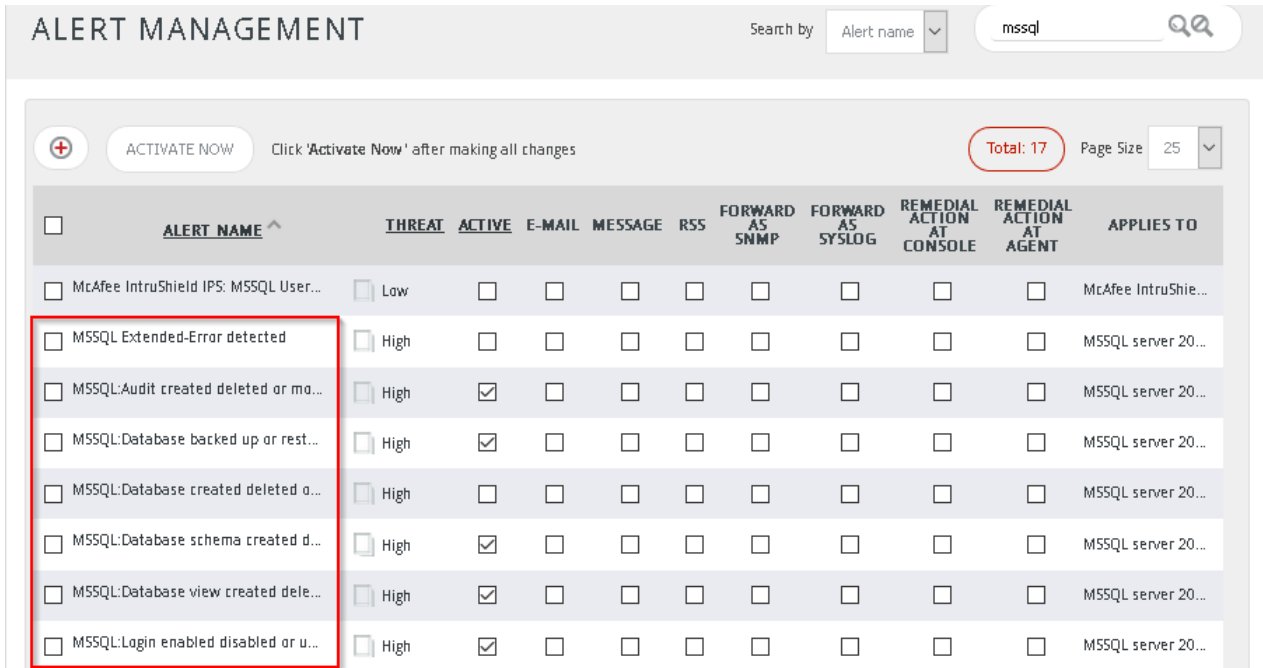 ALERT MANAGEMENT
Search by Alert name mssql
ACTIVATE NOW Click 'Activate Now' after making all changes Total: 17 Page Size 25
ALERT NAME THREAT ACTIVE E-MAIL MESSAGE RSS FORWARD AS SNMP FORWARD AS SYSLOG REMEDIAL ACTION AT CONSOLE REMEDIAL ACTION AT AGENT APPLIES TO
McAfee IntruShield IPS: MSSQL User... Low McAfee IntruShie...
MSSQL Extended-Error detected High MSSQL server 20...
MSSQL:Audit created deleted or mo... High MSSQL server 20...
MSSQL:Database backed up or rest... High MSSQL server 20...
MSSQL:Database created deleted o... High MSSQL server 20...
MSSQL:Database schema created d... High MSSQL server 20...
MSSQL:Database view created dele... High MSSQL server 20...
MSSQL:Login enabled disabled or u... High MSSQL server 20...